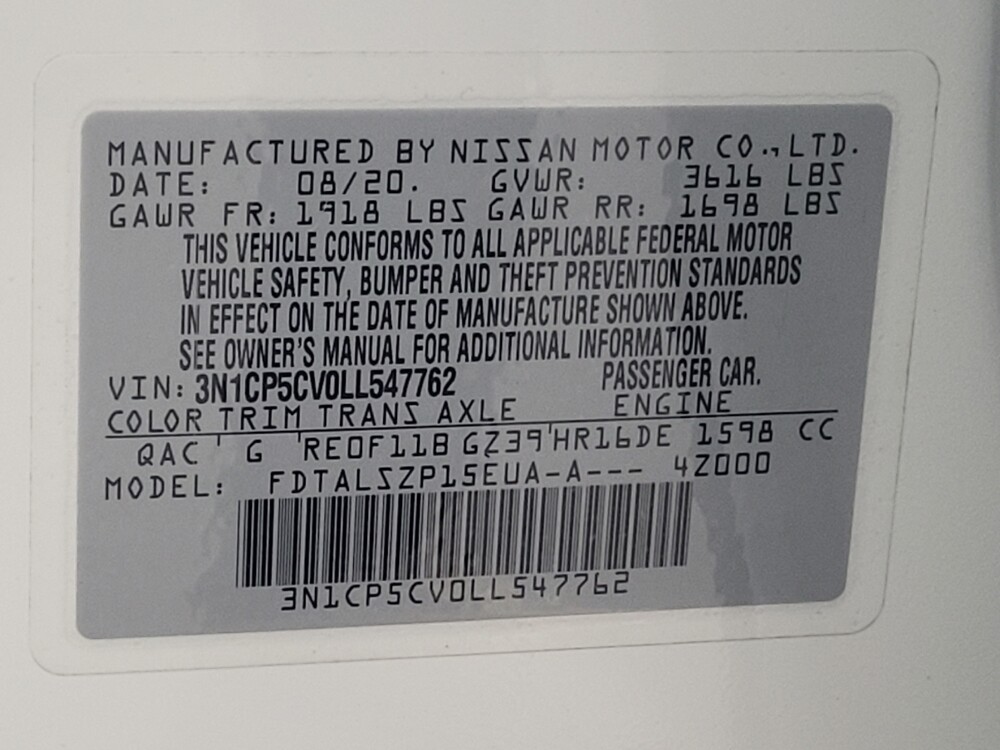 MANUFACTURED BY NISSAN MOTOR CO., LTD.
DATE: 08/20. GVWR: 3616 LBS
GAWR FR: 1918 LBS GAWR RR: 1698 LBS
THIS VEHICLE CONFORMS TO ALL APPLICABLE FEDERAL MOTOR
VEHICLE SAFETY, BUMPER AND THEFT PREVENTION STANDARDS
IN EFFECT ON THE DATE OF MANUFACTURE SHOWN ABOVE.
SEE OWNER'S MANUAL FOR ADDITIONAL INFORMATION.
VIN: 3N1CP5CV0LL547762 PASSENGER CAR.
COLOR TRIM TRANS AXLE ENGINE
QAC G RE0F11B GZ39 HR16DE 1598 CC
MODEL: FDTALSZP15EUA-A--- 4Z000
3N1CP5CV0LL547762